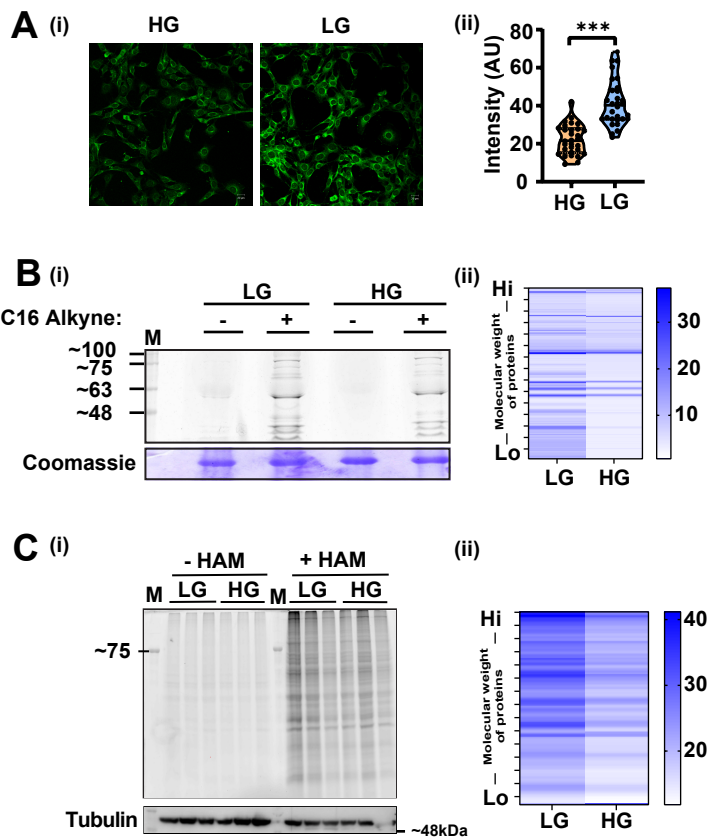 A (i) HG LG (ii)
Intensity (AU)
80
60
40
20
0
***
HG LG
B (i) (ii)
LG HG
C16 Alkyne: - + - +
M
~100
~75
~63
~48
Coomassie
Hi
Molecular weight
of proteins
Lo
LG HG
30
20
10
C (i) (ii)
- HAM + HAM
M LG HG M LG HG
~75
Tubulin
~48kDa
Hi
Molecular weight
of proteins
Lo
LG HG
40
30
20